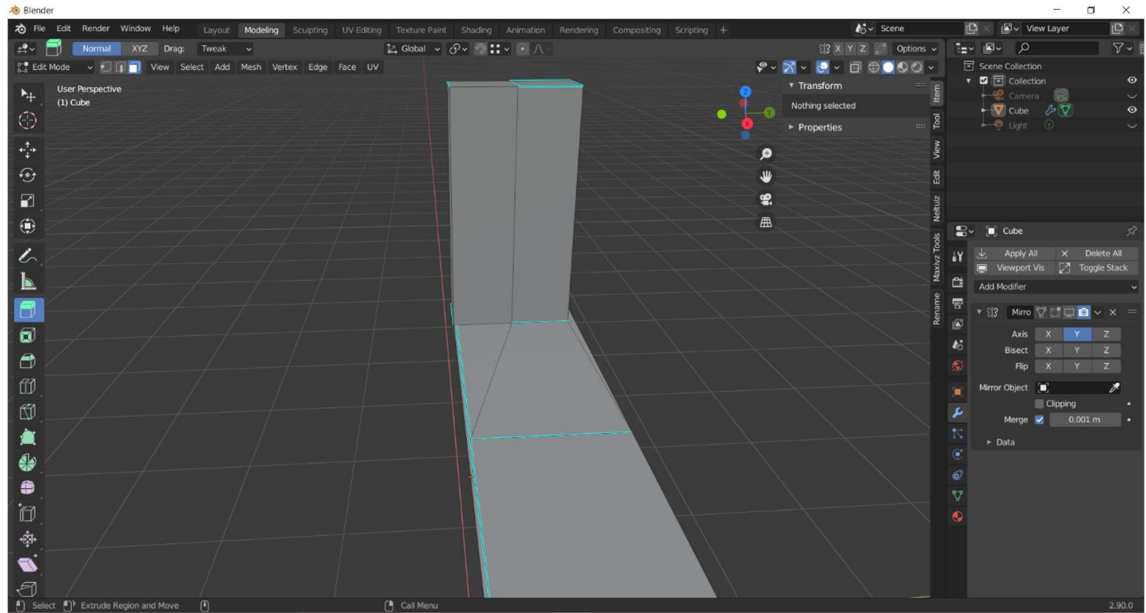 Blender
File Edit Render Window Help Layout Modeling Sculpting UV Editing Texture Paint Shading Animation Rendering Compositing Scripting + Scene View Layer
Normal XYZ Drag: Tweak Global X Y Z Options
Edit Mode View Select Add Mesh Vertex Edge Face UV
User Perspective
(1) Cube
Z
Y
X
Transform
Nothing selected
Properties
Item
Tool
View
Edit
Neltulz
Maxivz Tools
Rename
Scene Collection
Collection
Camera
Cube
Light
Cube
Apply All Delete All
Viewport Vis Toggle Stack
Add Modifier
Mirro
Axis X Y Z
Bisect X Y Z
Flip X Y Z
Mirror Object
Clipping
Merge 0.001 m
Data
Select Extrude Region and Move Call Menu 2.90.0